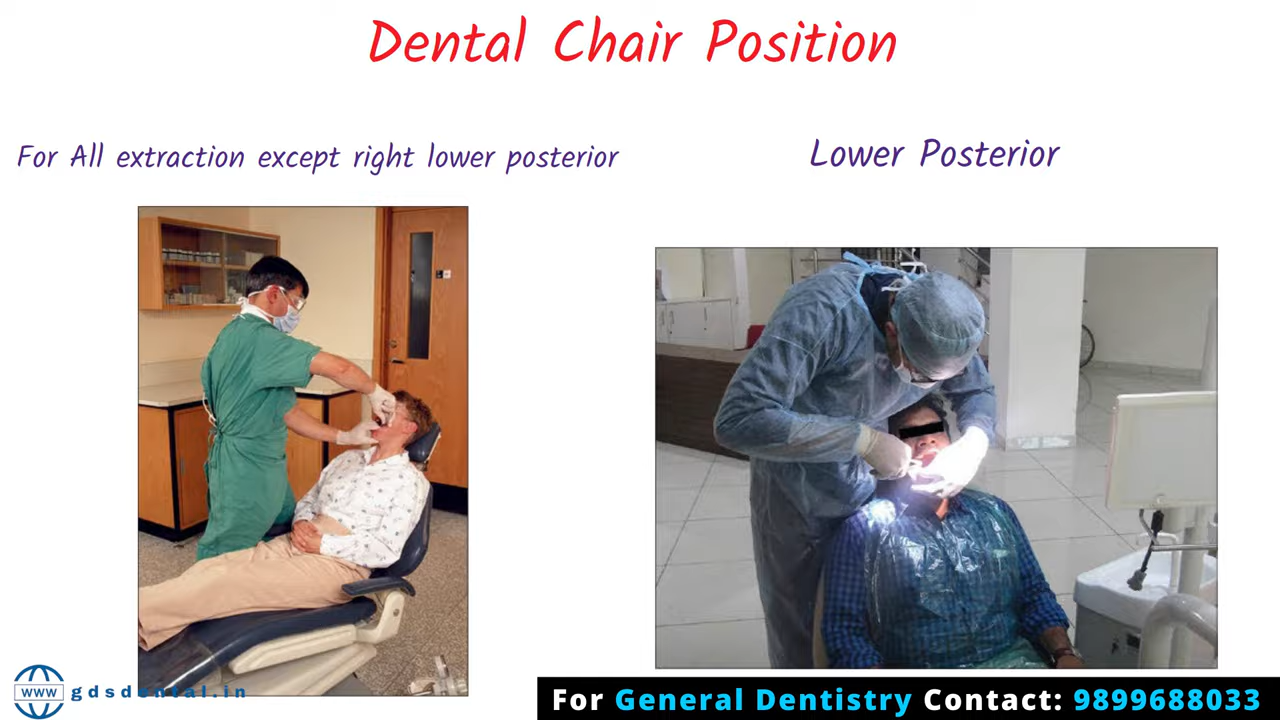 Dental Chair Position
For All extraction except right lower posterior
Lower Posterior
www gdsdental.in
For General Dentistry Contact: 9899688033